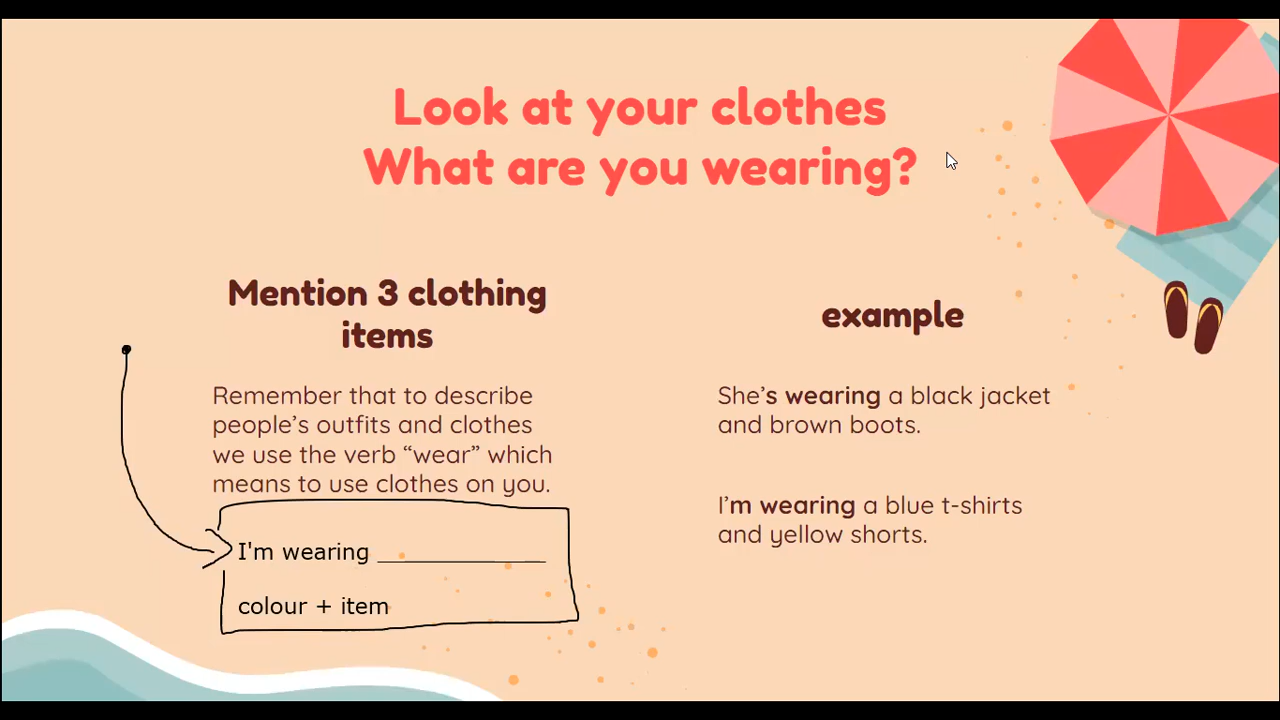 Look at your clothes
What are you wearing?
Mention 3 clothing
items
Remember that to describe
people’s outfits and clothes
we use the verb “wear” which
means to use clothes on you.
I'm wearing ______________
colour + item
example
She’s wearing a black jacket
and brown boots.
I’m wearing a blue t-shirts
and yellow shorts.